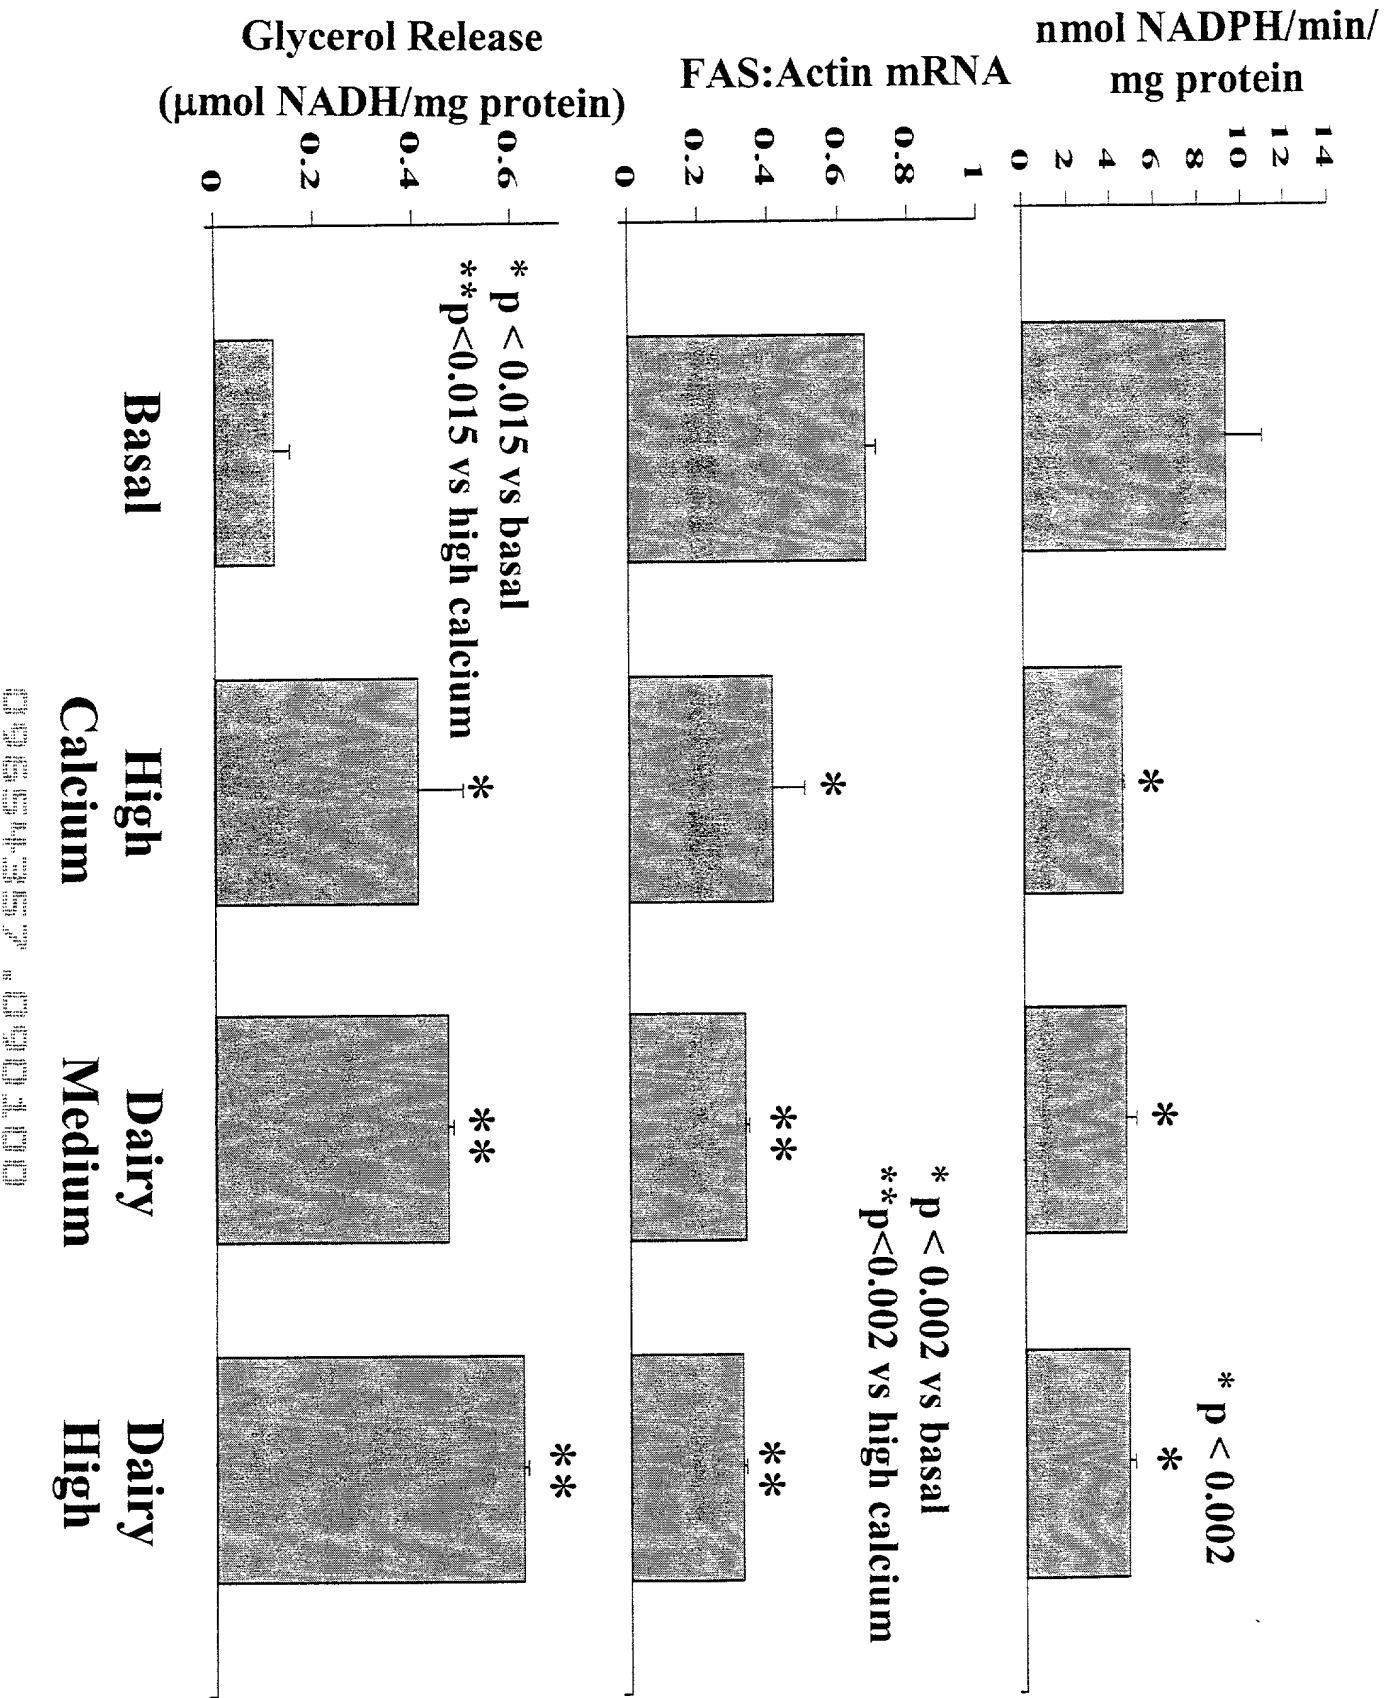 nmol NADPH/min/
mg protein
14
12
10
8
6
4
2
0
* p < 0.002
*
*
*
FAS:Actin mRNA
1
0.8
0.6
0.4
0.2
0
* p < 0.002 vs basal
**p<0.002 vs high calcium
*
**
**
Glycerol Release
(μmol NADH/mg protein)
0.6
0.4
0.2
0
* p < 0.015 vs basal
**p<0.015 vs high calcium
*
**
**
Basal
High
Calcium
Dairy
Medium
Dairy
High